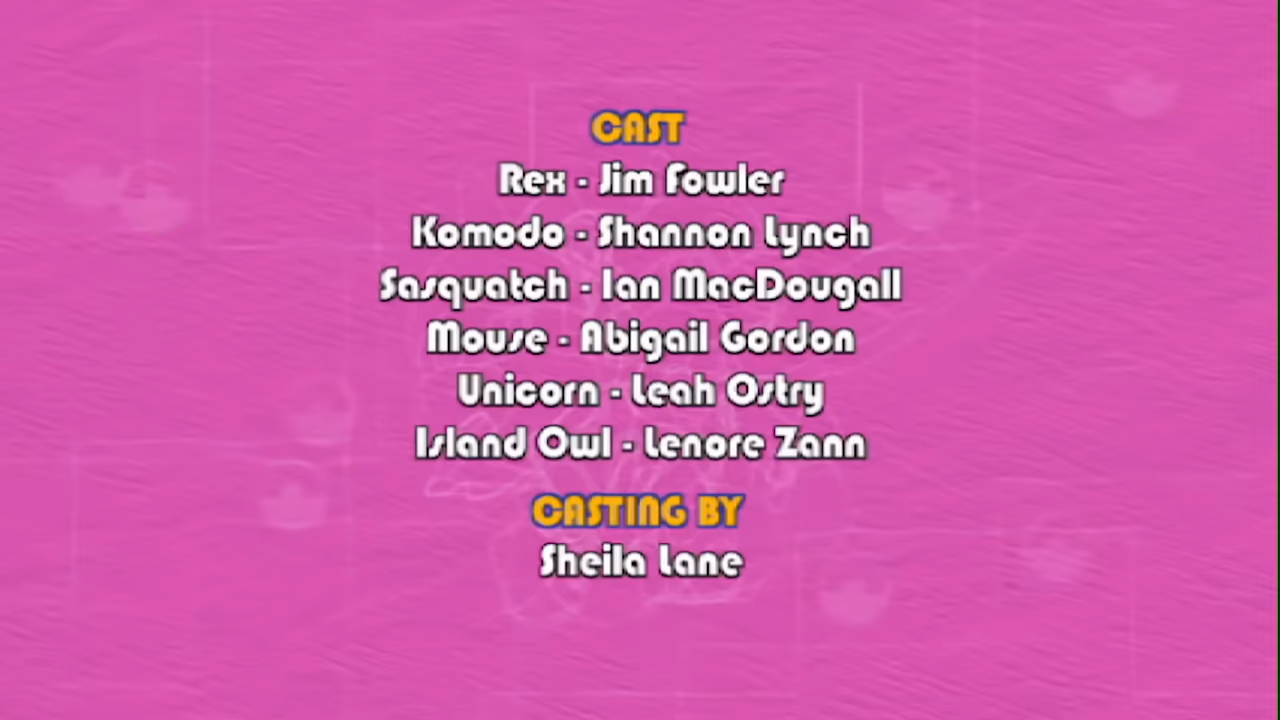 CAST
Rex - Jim Fowler
Komodo - Shannon Lynch
Sasquatch - Ian MacDougall
Mouse - Abigail Gordon
Unicorn - Leah Ostry
Island Owl - Lenore Zann
CASTING BY
Sheila Lane